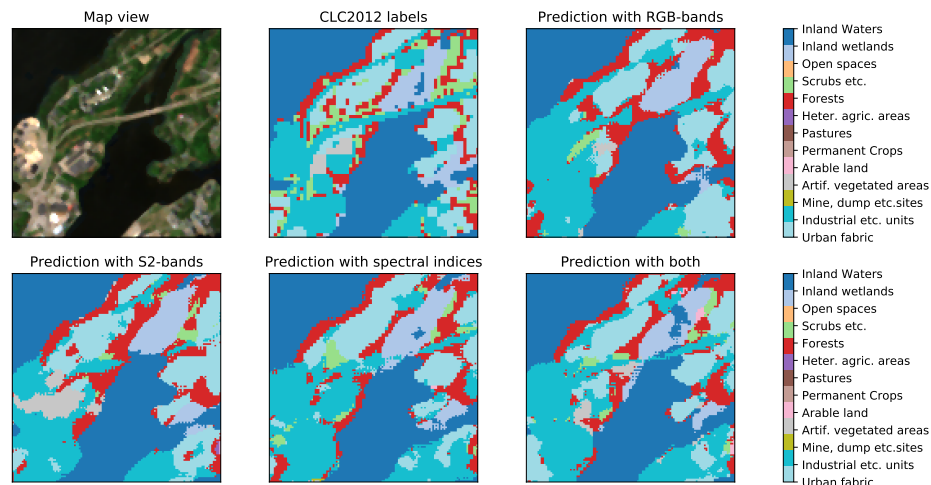 Map view
CLC2012 labels
Prediction with RGB-bands
Inland Waters
Inland wetlands
Open spaces
Scrubs etc.
Forests
Heter. agric. areas
Pastures
Permanent Crops
Arable land
Artif. vegetated areas
Mine, dump etc.sites
Industrial etc. units
Urban fabric
Prediction with S2-bands
Prediction with spectral indices
Prediction with both
Inland Waters
Inland wetlands
Open spaces
Scrubs etc.
Forests
Heter. agric. areas
Pastures
Permanent Crops
Arable land
Artif. vegetated areas
Mine, dump etc.sites
Industrial etc. units
Urban fabric